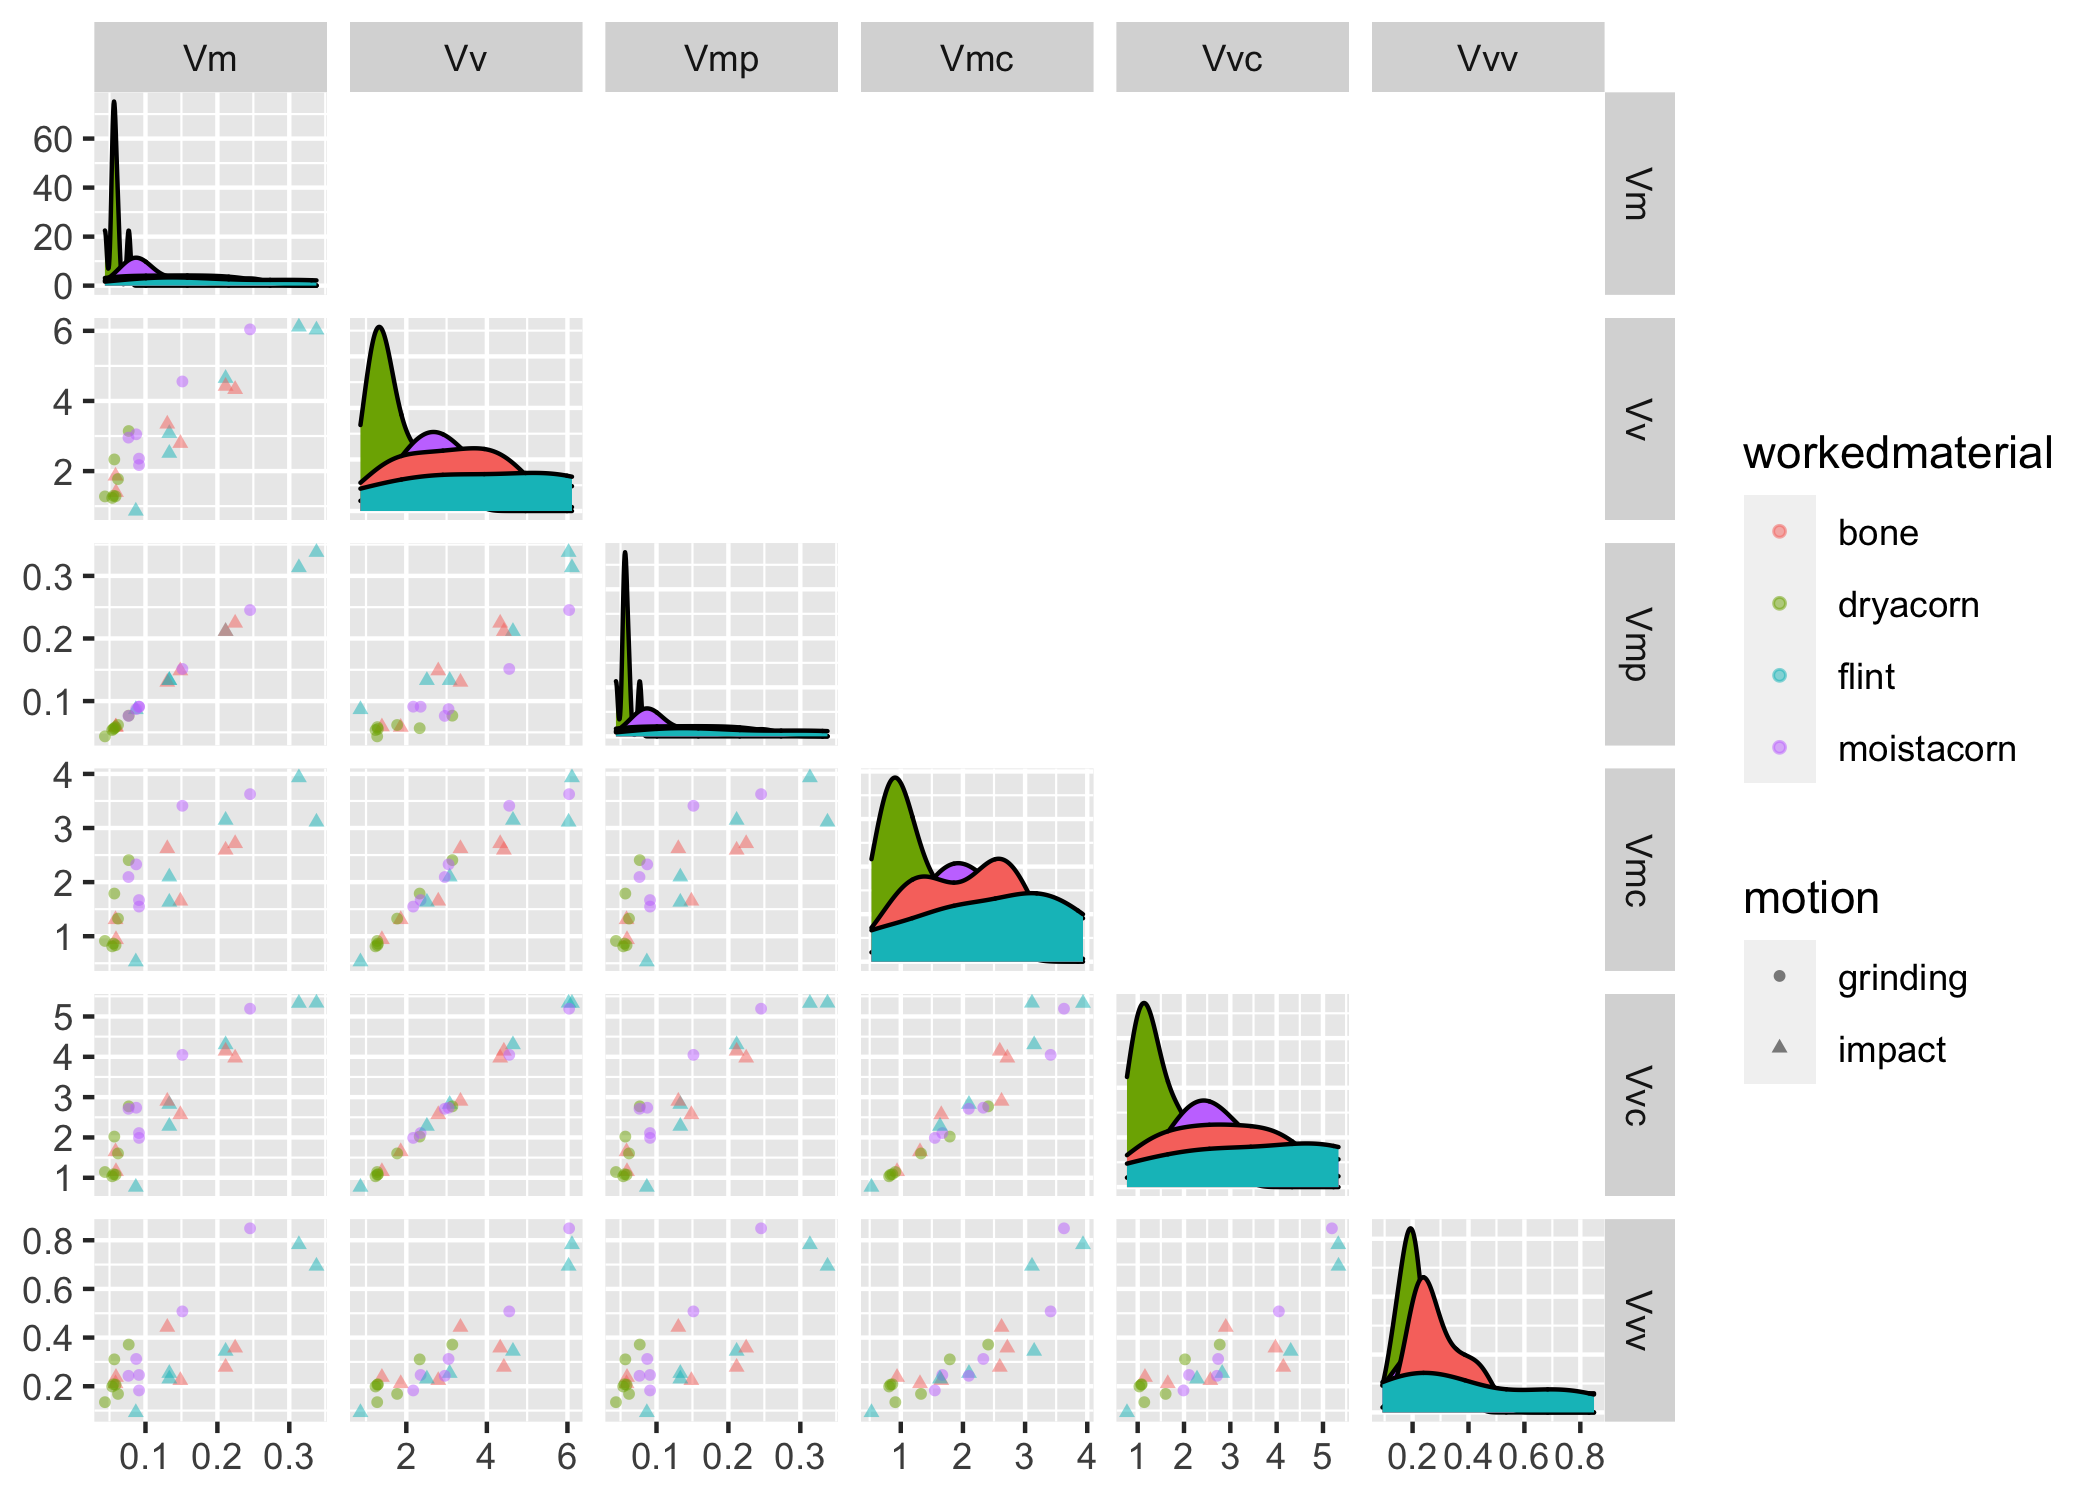 Vm Vv Vmp Vmc Vvc Vvv
60
40
20
0
Vm
6
4
2
Vv
0.3
0.2
0.1
Vmp
4
3
2
1
Vmc
5
4
3
2
1
Vvc
0.8
0.6
0.4
0.2
Vvv
0.1 0.2 0.3 2 4 6 0.1 0.2 0.3 1 2 3 4 1 2 3 4 5 0.2 0.4 0.6 0.8
workedmaterial
bone
dryacorn
flint
moistacorn
motion
grinding
impact